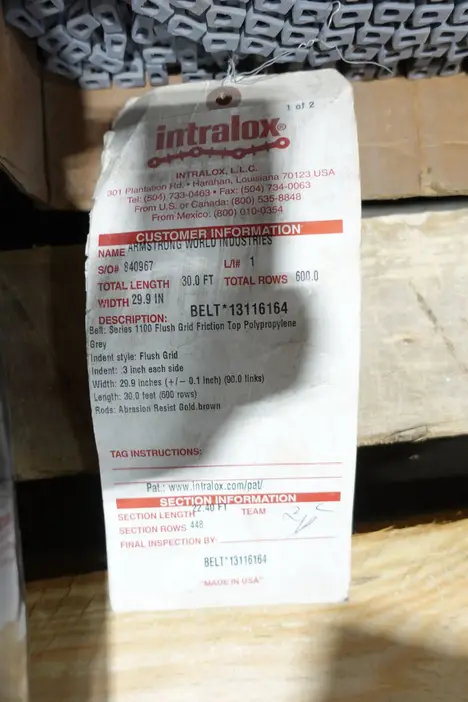 1 of 2
intralox®
INTRALOX, L.L.C.
301 Plantation Rd. • Harahan, Louisiana 70123 USA
Tel: (504) 733-0463 • Fax: (504) 734-0063
From U.S. or Canada: (800) 535-8848
From Mexico: (800) 010-0354
CUSTOMER INFORMATION
NAME ARMSTRONG WORLD INDUSTRIES
S/O# 840967 L/I# 1
TOTAL LENGTH 30.0 FT TOTAL ROWS 600.0
WIDTH 29.9 IN BELT*13116164
DESCRIPTION:
Belt: Series 1100 Flush Grid Friction Top Polypropylene
Grey
Indent style: Flush Grid
Indent: .3 inch each side
Width: 29.9 inches (+/- 0.1 inch) (90.0 links)
Length: 30.0 feet (600 rows)
Rods: Abrasion Resist Gold.brown
TAG INSTRUCTIONS:
Pat.: www.intralox.com/pat/
SECTION INFORMATION
SECTION LENGTH 22.40 FT TEAM
SECTION ROWS 448
FINAL INSPECTION BY:
BELT*13116164
"MADE IN USA"